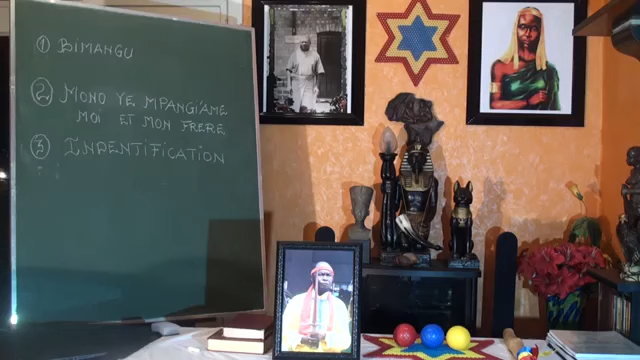 ① BIMANGU
② MONO YE MPANGI'AME
MOI ET MON FRERE
③ INDENTIFICATION